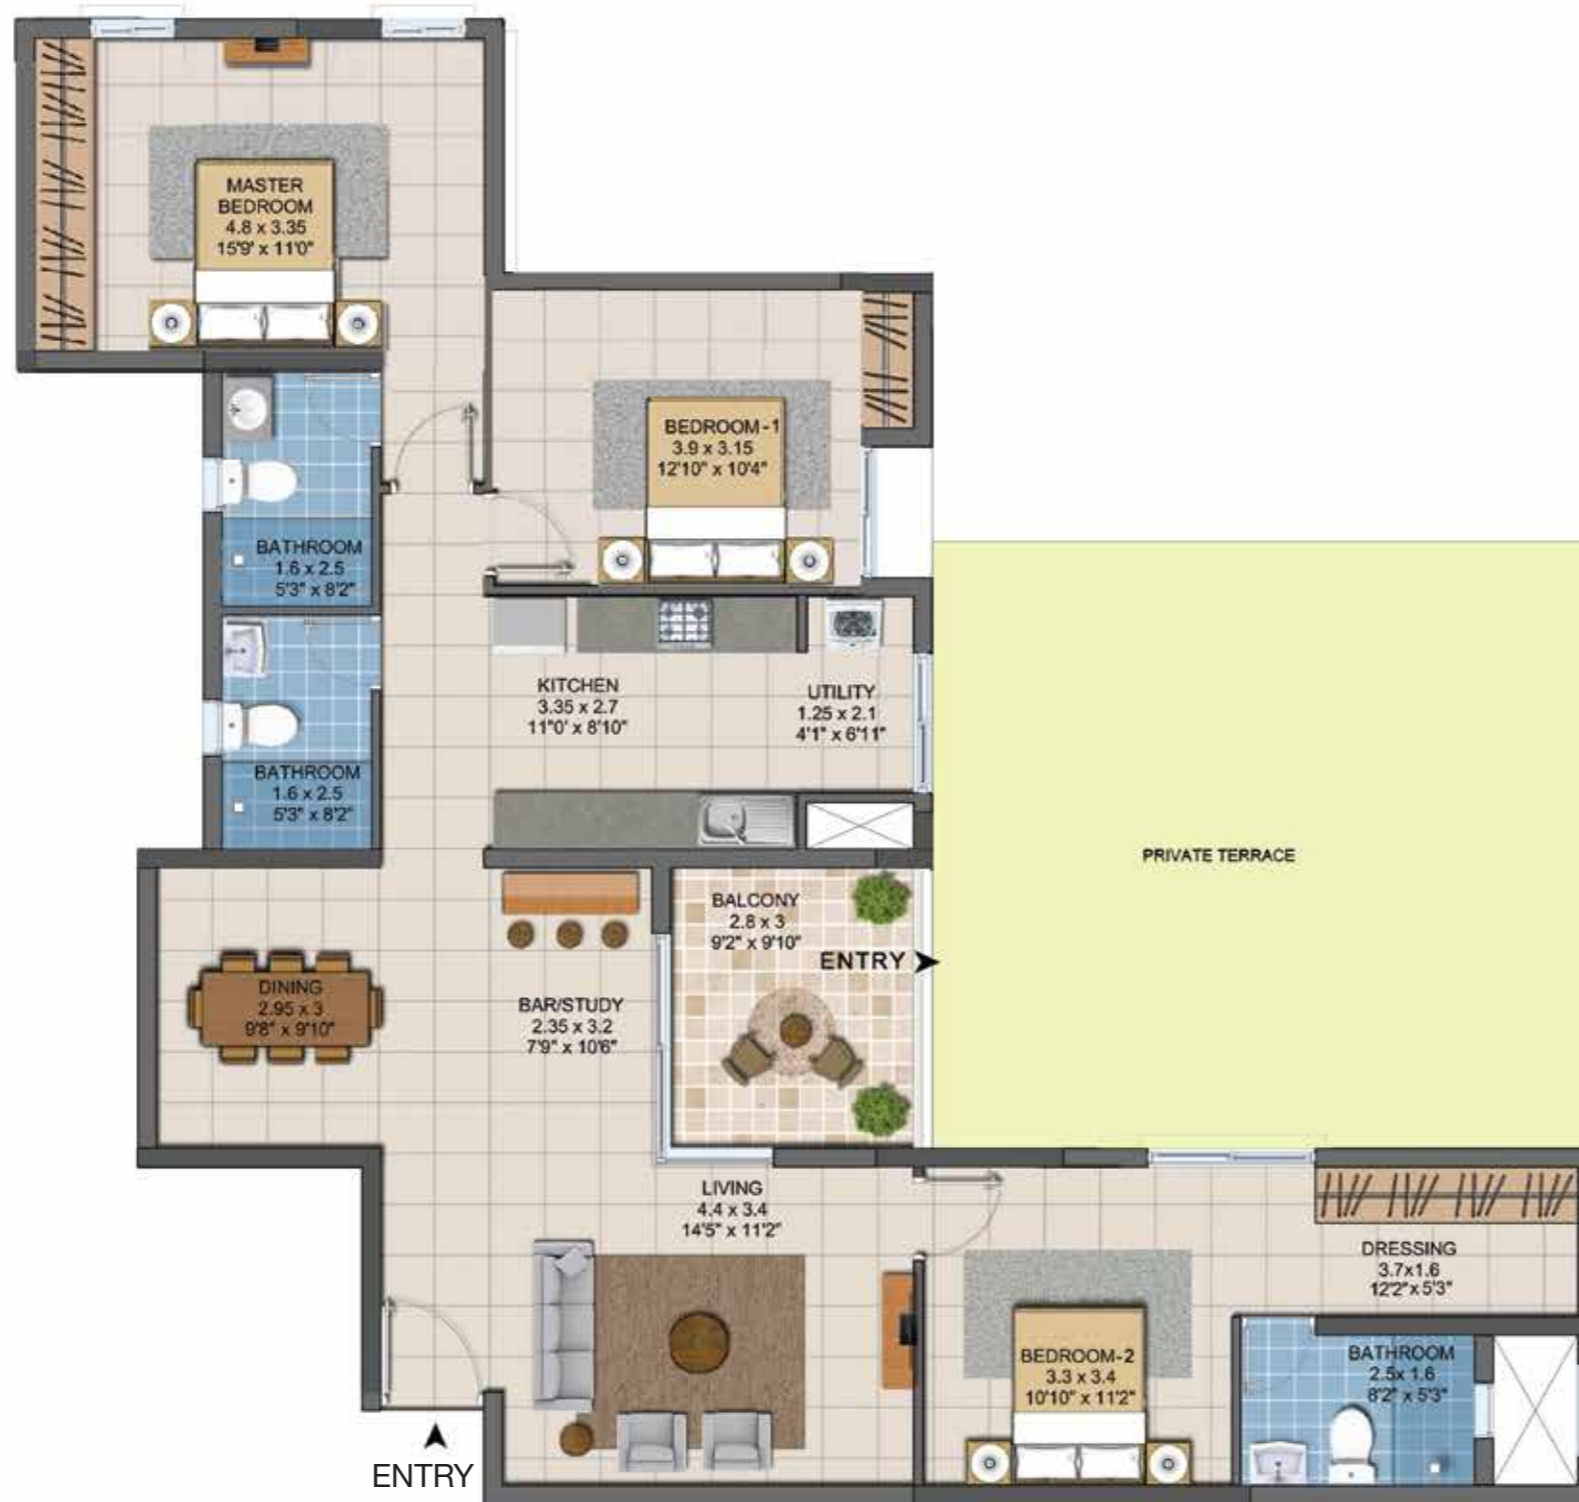 MASTER
BEDROOM
4.8 x 3.35
15'9' x 11'0"
BEDROOM-1
3.9 x 3.15
12'10" x 10'4"
BATHROOM
1.6 x 2.5
5'3" x 8'2"
KITCHEN
3.35 x 2.7
11"0' x 8'10"
UTILITY
1.25 x 2.1
4'1" x 6'11"
BATHROOM
1.6 x 2.5
5'3" x 8'2"
PRIVATE TERRACE
BALCONY
2.8 x 3
9'2" x 9'10"
ENTRY
DINING
2.95 x 3
9'8" x 9'10"
BAR/STUDY
2.35 x 3.2
7'9" x 10'6"
LIVING
4.4 x 3.4
14'5" x 11'2"
DRESSING
3.7x1.6
12'2"x5'3"
BEDROOM-2
3.3 x 3.4
10'10" x 11'2"
BATHROOM
2.5x 1.6
8'2" x 5'3"
ENTRY